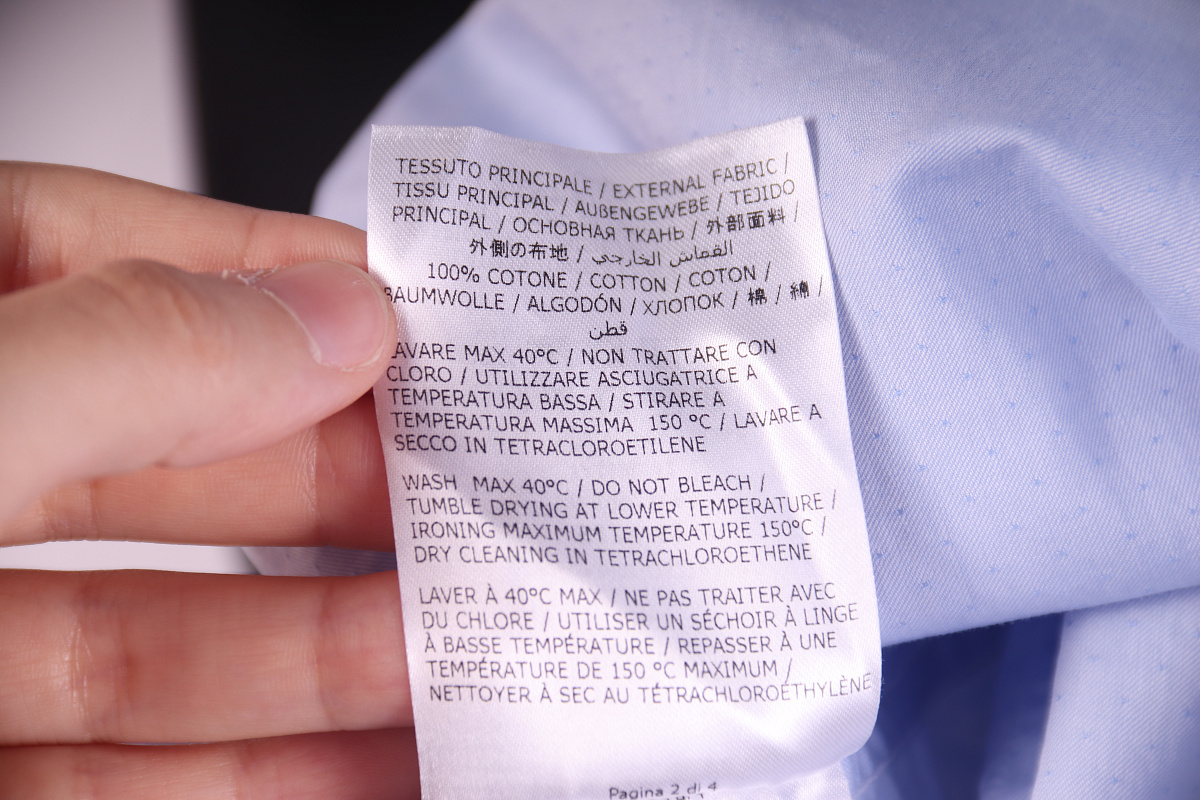 TESSUTO PRINCIPALE / EXTERNAL FABRIC /
TISSU PRINCIPAL / AUßENGEWEBE / TEJIDO
PRINCIPAL / ОСНОВНАЯ ТКАНЬ / 外部面料 /
外側の布地 / القماش الخارجي
100% COTONE / COTTON / COTON /
BAUMWOLLE / ALGODÓN / ХЛОПОК / 棉 / 綿 /
قطن
LAVARE MAX 40°C / NON TRATTARE CON
CLORO / UTILIZZARE ASCIUGATRICE A
TEMPERATURA BASSA / STIRARE A
TEMPERATURA MASSIMA 150 °C / LAVARE A
SECCO IN TETRACLOROETILENE
WASH MAX 40°C / DO NOT BLEACH /
TUMBLE DRYING AT LOWER TEMPERATURE /
IRONING MAXIMUM TEMPERATURE 150°C /
DRY CLEANING IN TETRACHLOROETHENE
LAVER À 40°C MAX / NE PAS TRAITER AVEC
DU CHLORE / UTILISER UN SÉCHOIR À LINGE
À BASSE TEMPÉRATURE / REPASSER À UNE
TEMPÉRATURE DE 150 °C MAXIMUM /
NETTOYER À SEC AU TÉTRACHLOROÉTHYLÈNE
Pagina 2 di 4